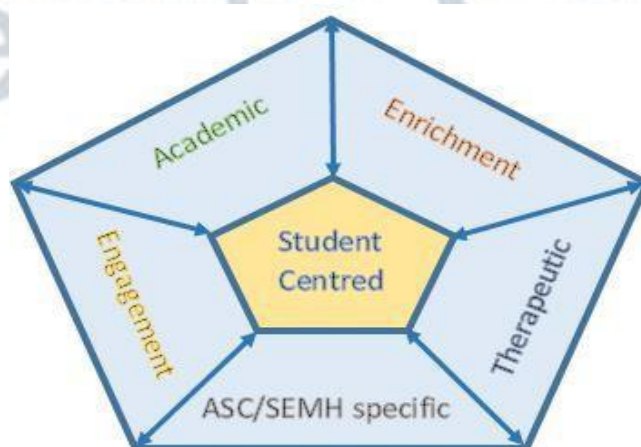 Academic
Enrichment
Engagement
Student
Centred
Therapeutic
ASC/SEMH specific